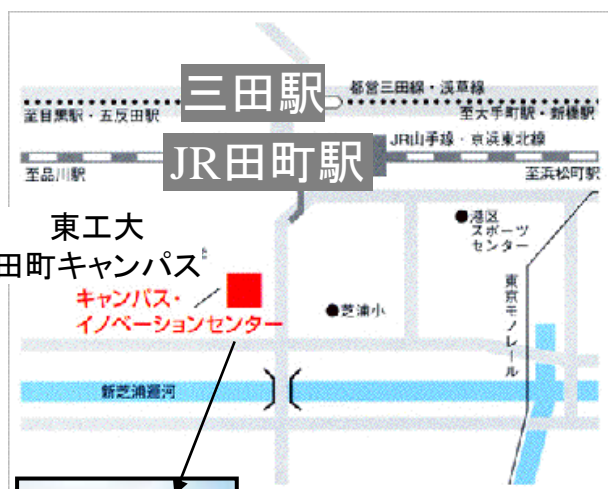 都営三田線・浅草線
三田駅
至目黒駅・五反田駅
至大手町駅・新橋駅
JR山手線・京浜東北線
JR田町駅
至品川駅
至浜松町駅
港区
スポーツ
センター
東工大
田町キャンパス
キャンパス・
イノベーションセンター
芝浦小
東京モノレール
新芝浦運河